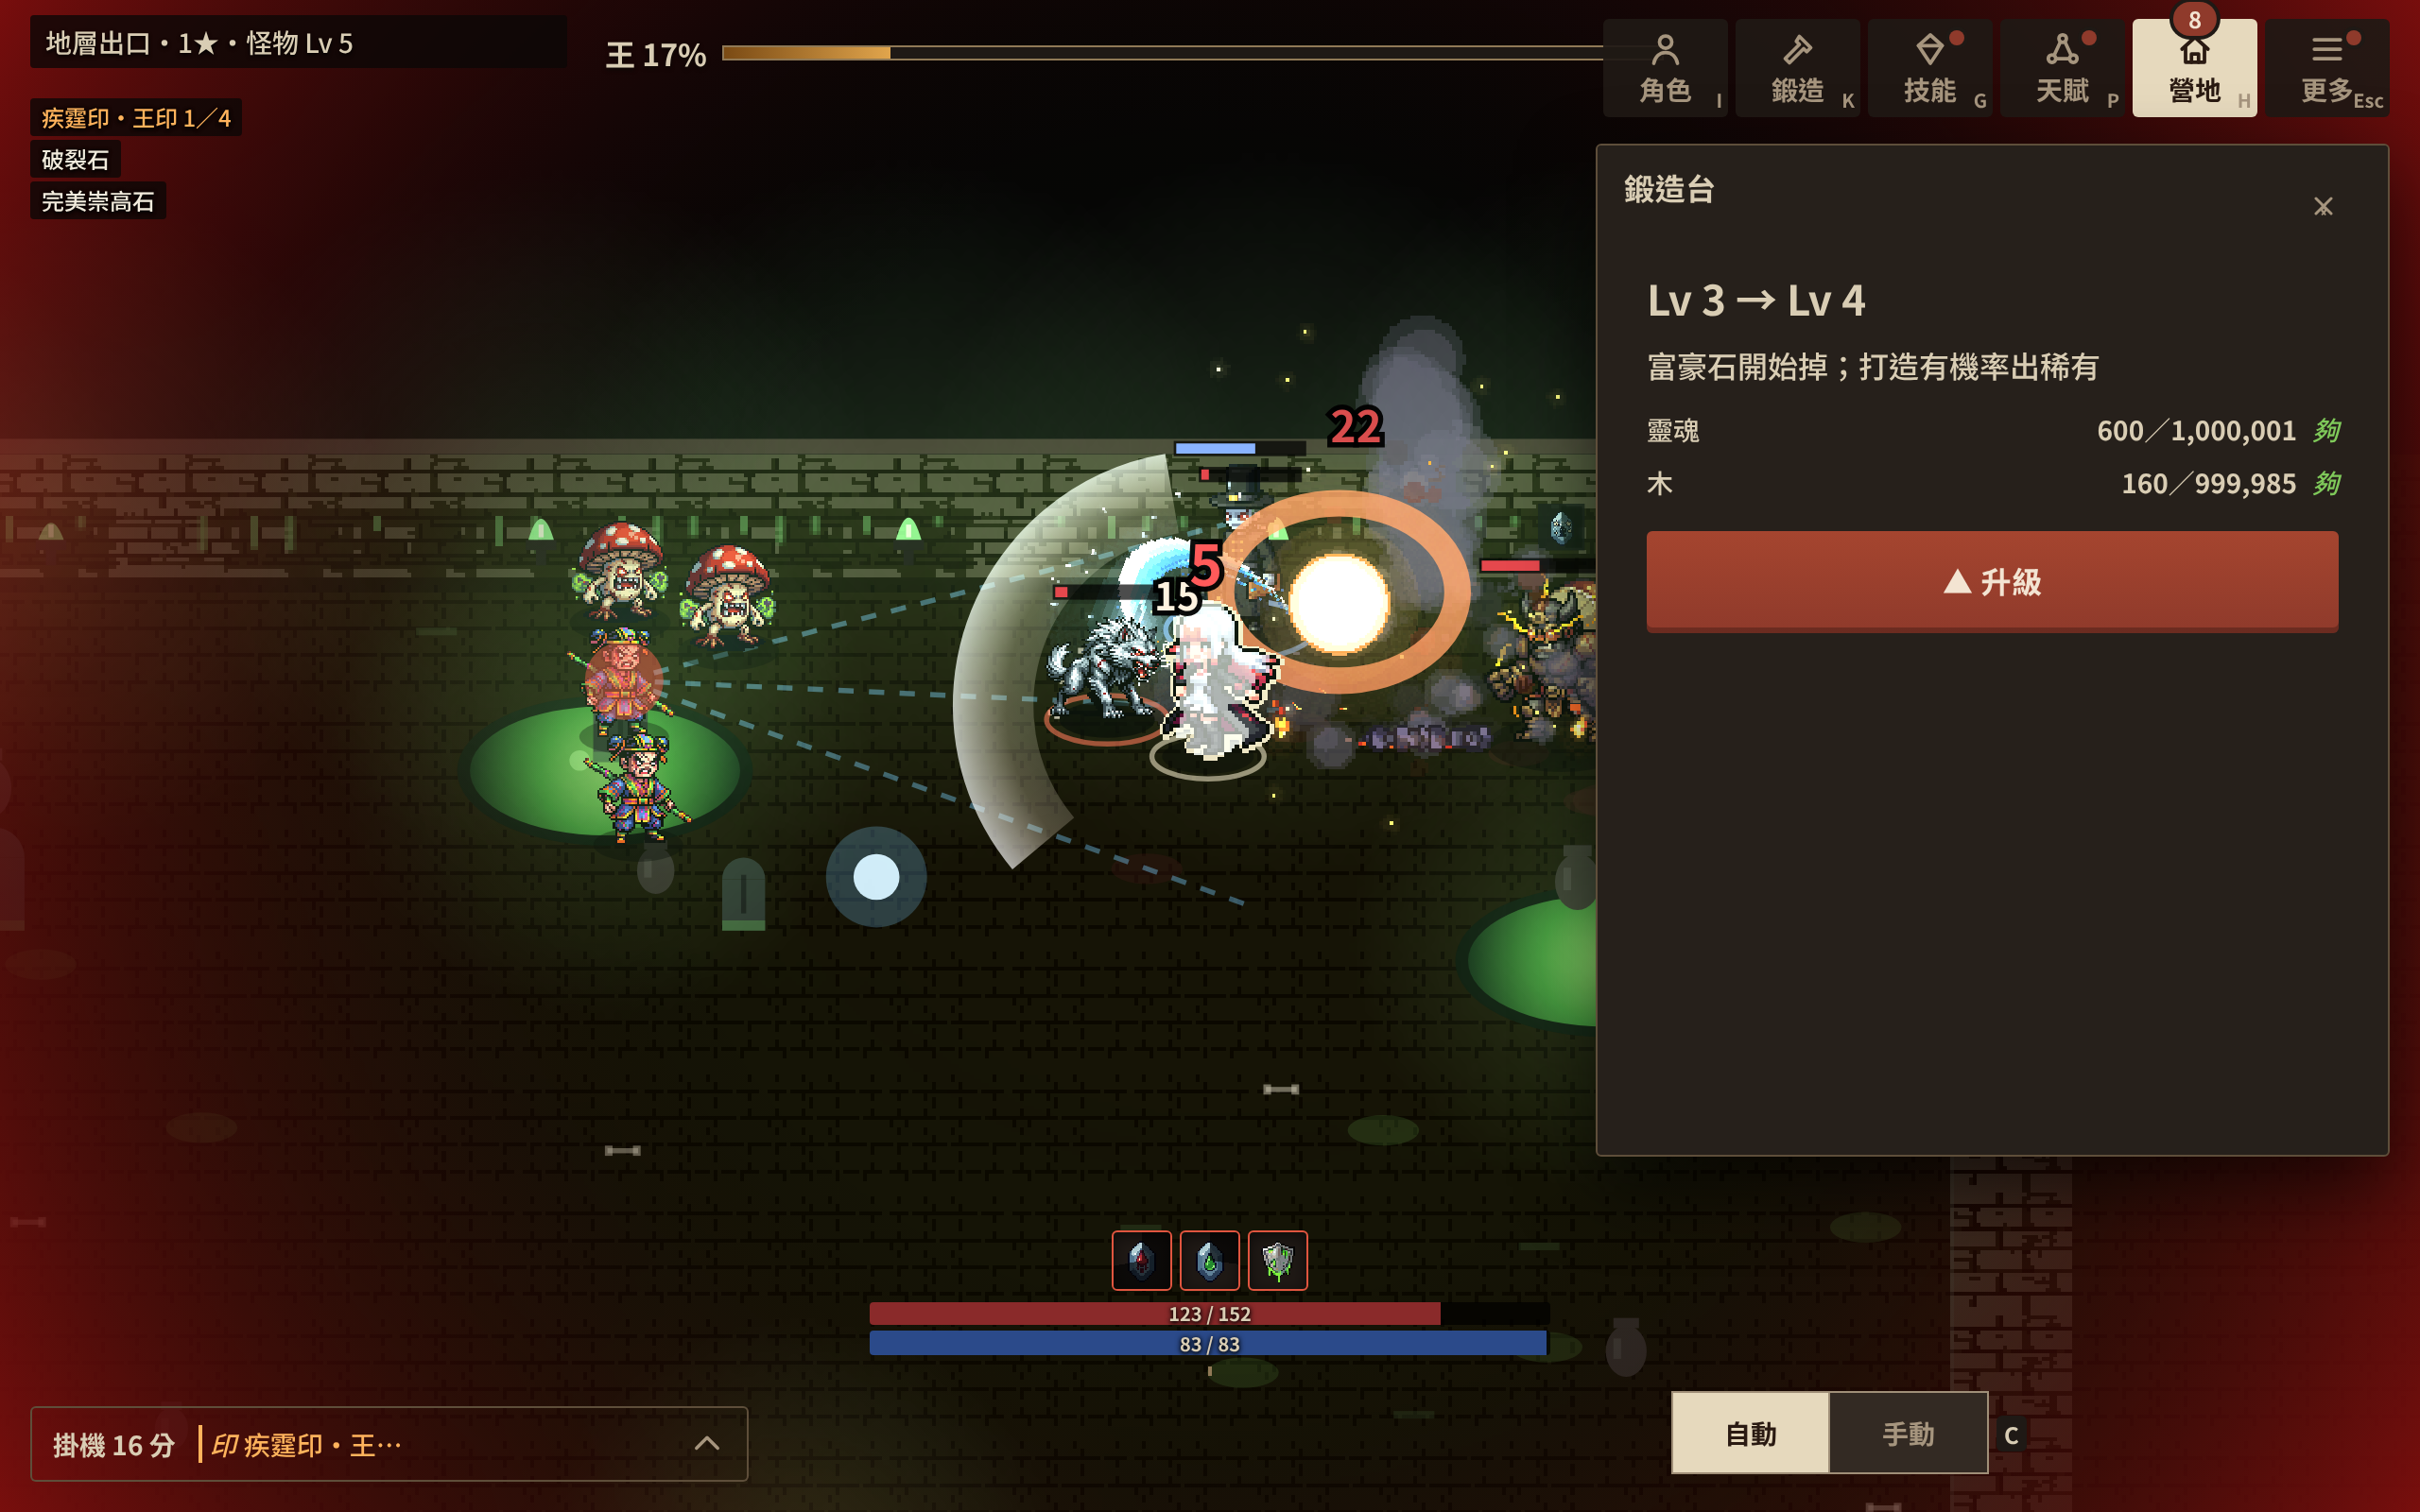 地層出口・1★・怪物 Lv 5
王 17%
8
角色 I
鍛造 K
技能 G
天賦 P
營地 H
更多 Esc
疾霆印・王印 1／4
破裂石
完美崇高石
鍛造台
Lv 3 → Lv 4
富豪石開始掉；打造有機率出稀有
靈魂 600／1,000,001 夠
木 160／999,985 夠
▲ 升級
22
5
15
123 / 152
83 / 83
掛機 16 分 印 疾霆印・王…
自動 手動 C